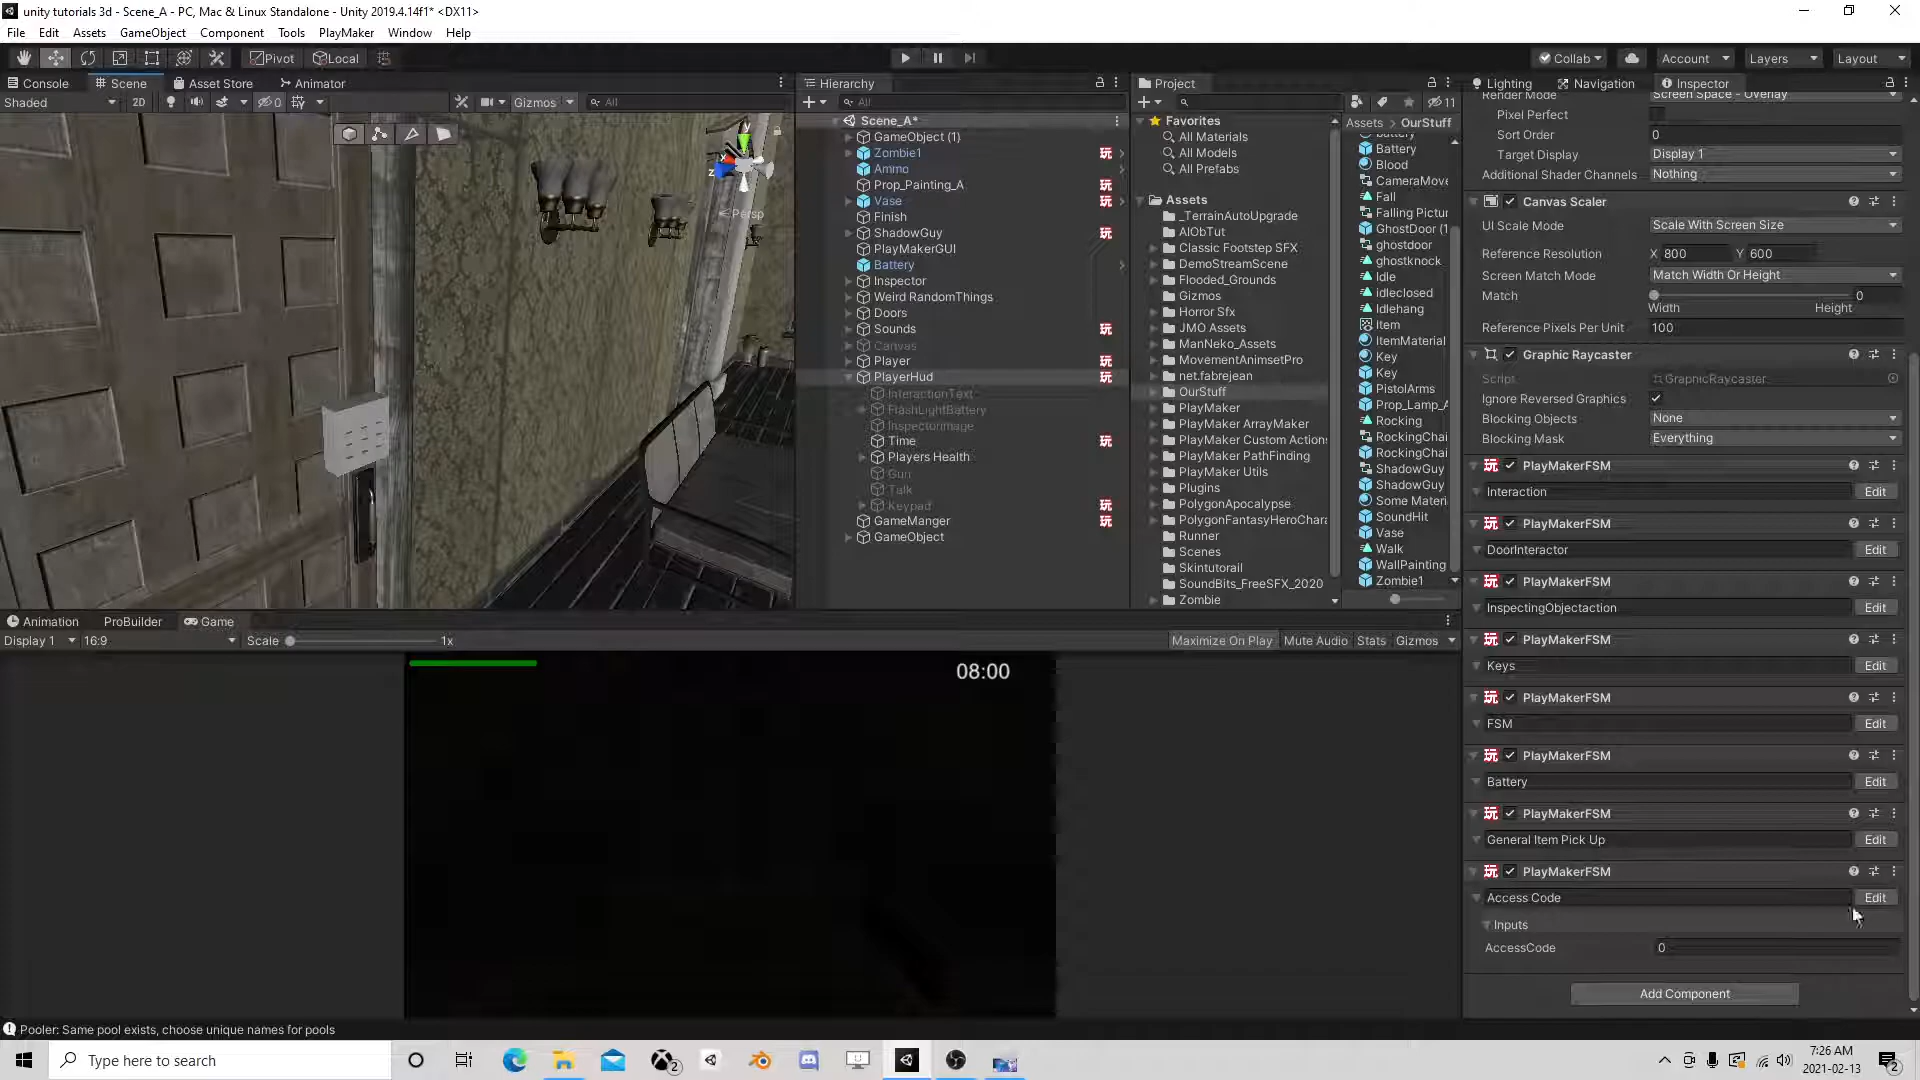 unity tutorials 3d - Scene_A - PC, Mac & Linux Standalone - Unity 2019.4.14f1* <DX11>
File Edit Assets GameObject Component Tools PlayMaker Window Help
Pivot Local Collab Account Layers Layout
Console Scene Asset Store Animator
Shaded 2D 0 Gizmos All
Persp
Hierarchy
All
Scene_A*
GameObject (1)
Zombie1
Ammo
Prop_Painting_A
Vase
Finish
ShadowGuy
PlayMakerGUI
Battery
Inspector
Weird RandomThings
Doors
Sounds
Canvas
Player
PlayerHud
InteractionText
FlashLightBattery
InspectorImage
Time
Players Health
Gun
Talk
Keypad
GameManger
GameObject
Project
11
Favorites
All Materials
All Models
All Prefabs
Assets
_TerrainAutoUpgrade
AIObTut
Classic Footstep SFX
DemoStreamScene
Flooded_Grounds
Gizmos
Horror Sfx
JMO Assets
ManNeko_Assets
MovementAnimsetPro
net.fabrejean
OurStuff
PlayMaker
PlayMaker ArrayMaker
PlayMaker Custom Actions
PlayMaker PathFinding
PlayMaker Utils
Plugins
PolygonApocalypse
PolygonFantasyHeroChara
Runner
Scenes
Skintutorail
SoundBits_FreeSFX_2020
Zombie
Assets > OurStuff
battery
Battery
Blood
CameraMove
Fall
Falling Pictur
GhostDoor (1
ghostdoor
ghostknock
Idle
idleclosed
Idlehang
Item
ItemMaterial
Key
Key
PistolArms
Prop_Lamp_A
Rocking
RockingChai
RockingChai
ShadowGuy
ShadowGuy
Some Materi
SoundHit
Vase
Walk
WallPainting
Zombie1
Lighting Navigation Inspector
Render Mode Screen Space - Overlay
Pixel Perfect
Sort Order 0
Target Display Display 1
Additional Shader Channels Nothing
Canvas Scaler
UI Scale Mode Scale With Screen Size
Reference Resolution X 800 Y 600
Screen Match Mode Match Width Or Height
Match 0
Width Height
Reference Pixels Per Unit 100
Graphic Raycaster
Script GraphicRaycaster
Ignore Reversed Graphics
Blocking Objects None
Blocking Mask Everything
PlayMakerFSM
Interaction Edit
PlayMakerFSM
DoorInteractor Edit
PlayMakerFSM
InspectingObjectaction Edit
PlayMakerFSM
Keys Edit
PlayMakerFSM
FSM Edit
PlayMakerFSM
Battery Edit
PlayMakerFSM
General Item Pick Up Edit
PlayMakerFSM
Access Code Edit
Inputs
AccessCode 0
Add Component
Animation ProBuilder Game
Display 1 16:9 Scale 1x Maximize On Play Mute Audio Stats Gizmos
08:00
Pooler: Same pool exists, choose unique names for pools
Type here to search
2
7:26 AM
2021-02-13
2